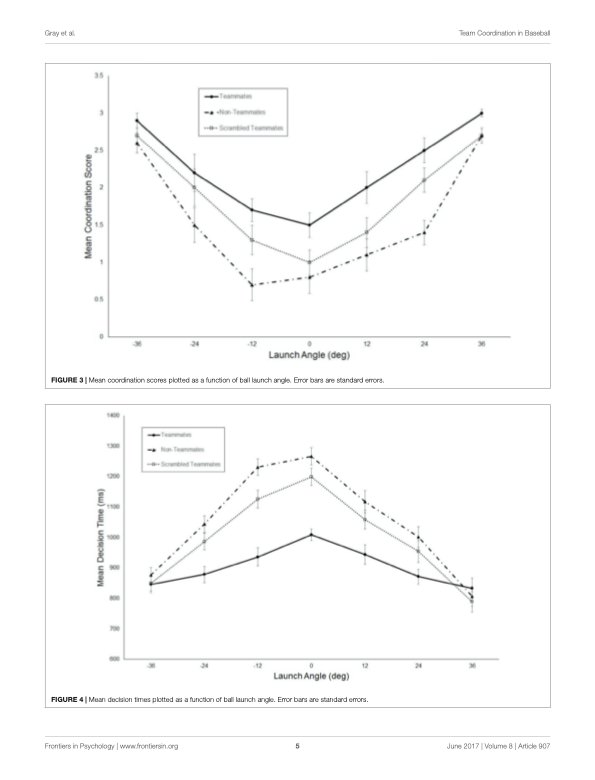 Gray et al.
Team Coordination in Baseball
3.5
3
2.5
2
1.5
1
0.5
0
Mean Coordination Score
Teammates
Non-Teammates
Scrambled Teammates
-36 -24 -12 0 12 24 36
Launch Angle (deg)
FIGURE 3 | Mean coordination scores plotted as a function of ball launch angle. Error bars are standard errors.
1400
1300
1200
1100
1000
900
800
700
600
Mean Decision Time (ms)
Teammates
Non-Teammates
Scrambled Teammates
-36 -24 -12 0 12 24 36
Launch Angle (deg)
FIGURE 4 | Mean decision times plotted as a function of ball launch angle. Error bars are standard errors.
Frontiers in Psychology | www.frontiersin.org
5
June 2017 | Volume 8 | Article 907